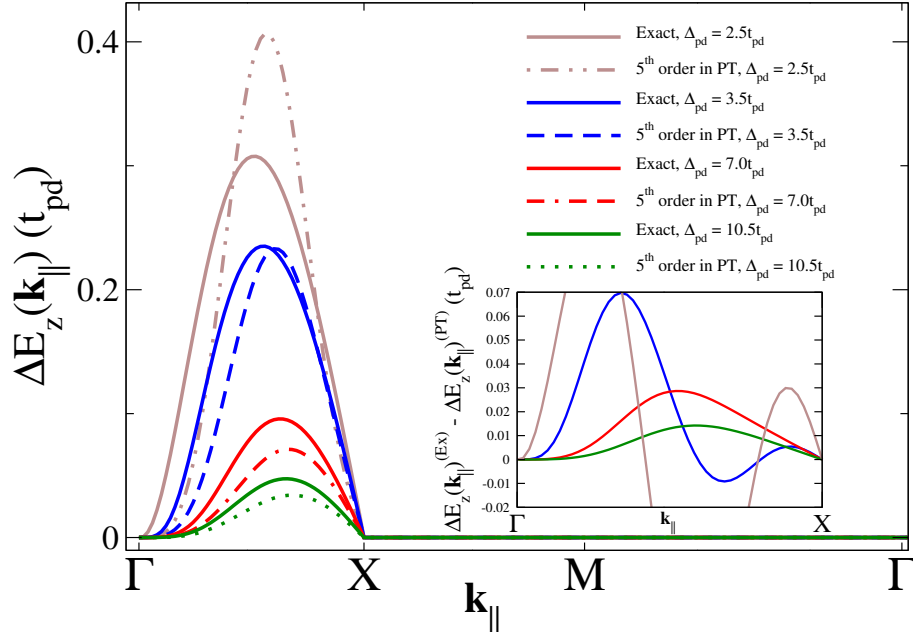 0.4
0.2
0
ΔE_z(k_||) (t_pd)
Exact, Δ_pd = 2.5t_pd
5^th order in PT, Δ_pd = 2.5t_pd
Exact, Δ_pd = 3.5t_pd
5^th order in PT, Δ_pd = 3.5t_pd
Exact, Δ_pd = 7.0t_pd
5^th order in PT, Δ_pd = 7.0t_pd
Exact, Δ_pd = 10.5t_pd
5^th order in PT, Δ_pd = 10.5t_pd
ΔE_z(k_||)^(Ex) - ΔE_z(k_||)^(PT) (t_pd)
0.07
0.06
0.05
0.04
0.03
0.02
0.01
0.00
-0.01
-0.02
Γ k_|| X
Γ X M Γ
k_||